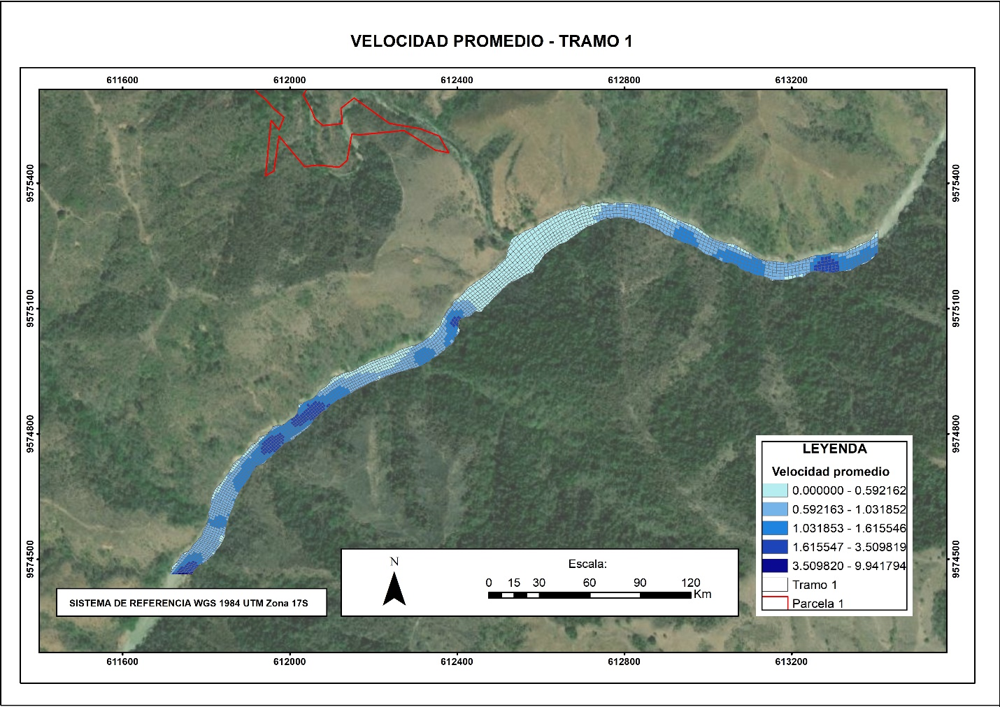 VELOCIDAD PROMEDIO - TRAMO 1
611600 612000 612400 612800 613200
9575400 9575400
9575100 9575100
9574800 9574800
9574500 9574500
LEYENDA
Velocidad promedio
0.000000 - 0.592162
0.592163 - 1.031852
1.031853 - 1.615546
1.615547 - 3.509819
3.509820 - 9.941794
Tramo 1
Parcela 1
N
Escala:
0 15 30 60 90 120
Km
SISTEMA DE REFERENCIA WGS 1984 UTM Zona 17S
611600 612000 612400 612800 613200